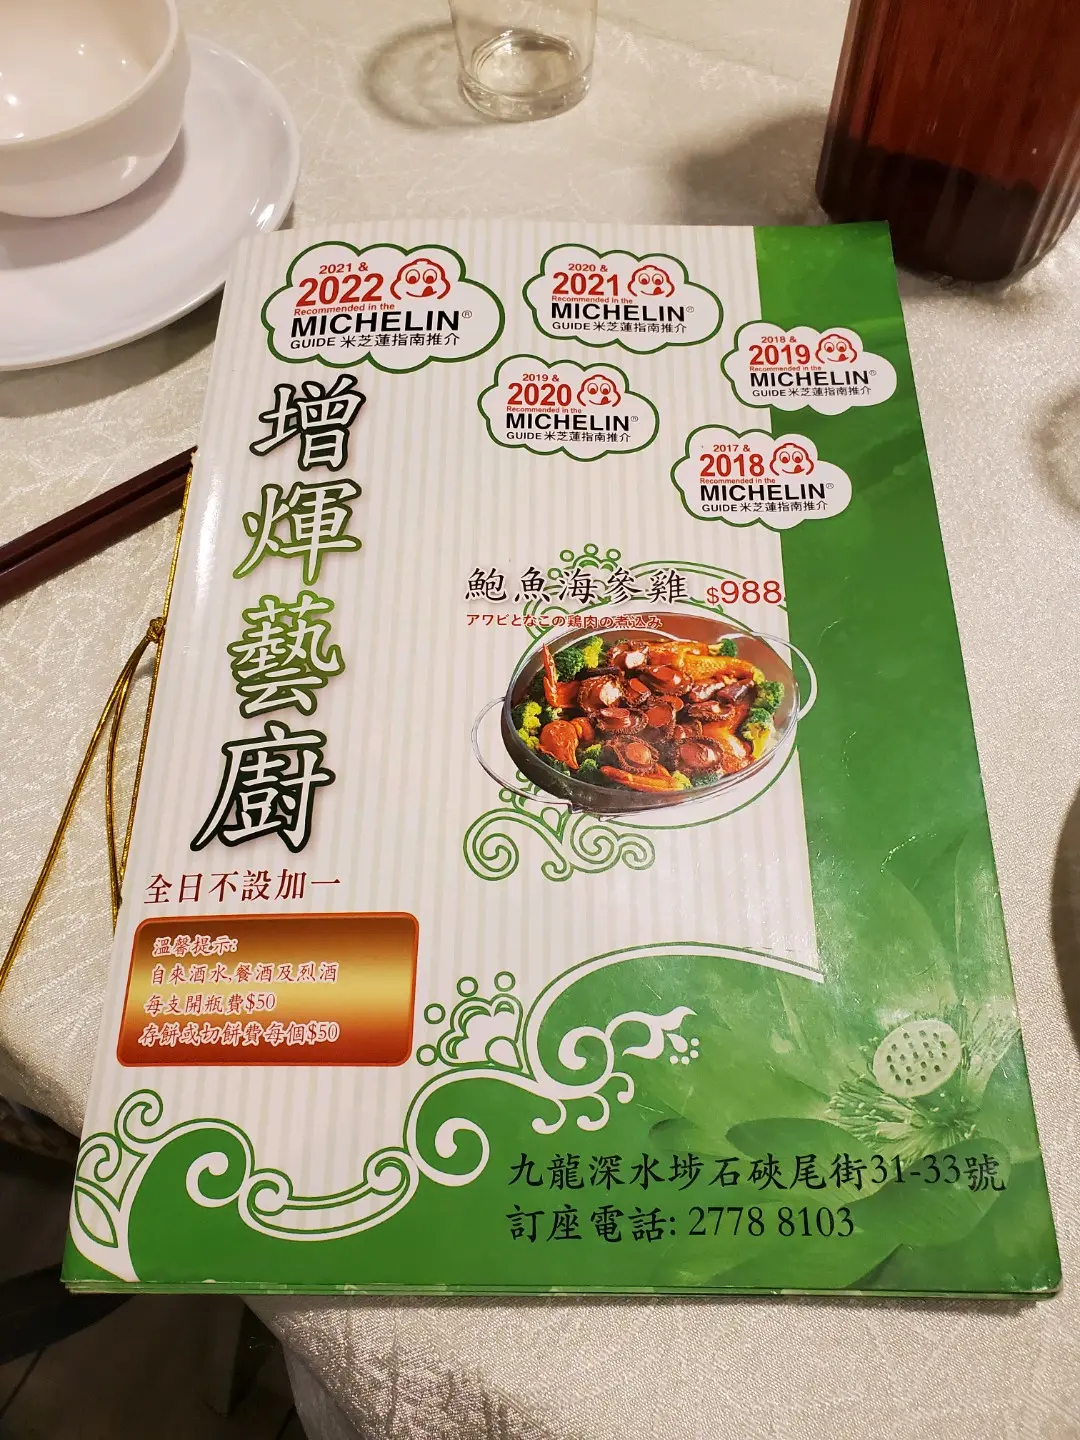 2021 &
2022
Recommended in the
MICHELIN®
GUIDE 米芝蓮指南推介
2020 &
2021
Recommended in the
MICHELIN®
GUIDE 米芝蓮指南推介
2018 &
2019
Recommended in the
MICHELIN®
GUIDE 米芝蓮指南推介
2019 &
2020
Recommended in the
MICHELIN®
GUIDE 米芝蓮指南推介
2017 &
2018
Recommended in the
MICHELIN®
GUIDE 米芝蓮指南推介
增煇藝廚
鮑魚海參雞 $988
アワビとなこの鶏肉の煮込み
全日不設加一
溫馨提示:
自來酒水,餐酒及烈酒
每支開瓶費$50
存餅或切餅費每個$50
九龍深水埗石硤尾街31-33號
訂座電話: 2778 8103